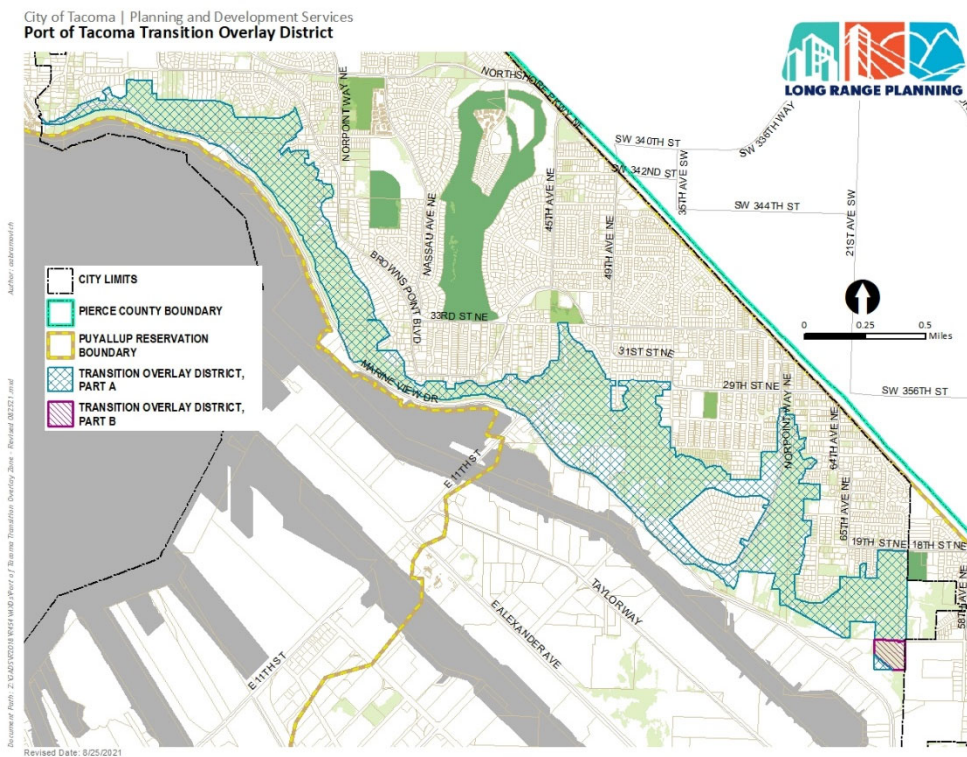 City of Tacoma | Planning and Development Services
Port of Tacoma Transition Overlay District
LONG RANGE PLANNING
NORTHSHORE PKWY NE
SW 340TH ST
SW 336TH WAY
SW 342ND ST
35TH AVE SW
SW 344TH ST
21ST AVE SW
NORPOINT WAY NE
NASSAU AVE NE
45TH AVE NE
49TH AVE NE
BROWNS POINT BLVD
33RD ST NE
31ST ST NE
0 0.25 0.5
Miles
CITY LIMITS
PIERCE COUNTY BOUNDARY
PUYALLUP RESERVATION
BOUNDARY
TRANSITION OVERLAY DISTRICT,
PART A
TRANSITION OVERLAY DISTRICT,
PART B
MARINE VIEW DR
29TH ST NE
NORPOINT WAY NE
64TH AVE NE
SW 356TH ST
E 11TH ST
65TH AVE NE
19TH ST NE
18TH ST NE
58TH AVE NE
TAYLOR WAY
E ALEXANDER AVE
E 11TH ST
Revised Date: 8/25/2021